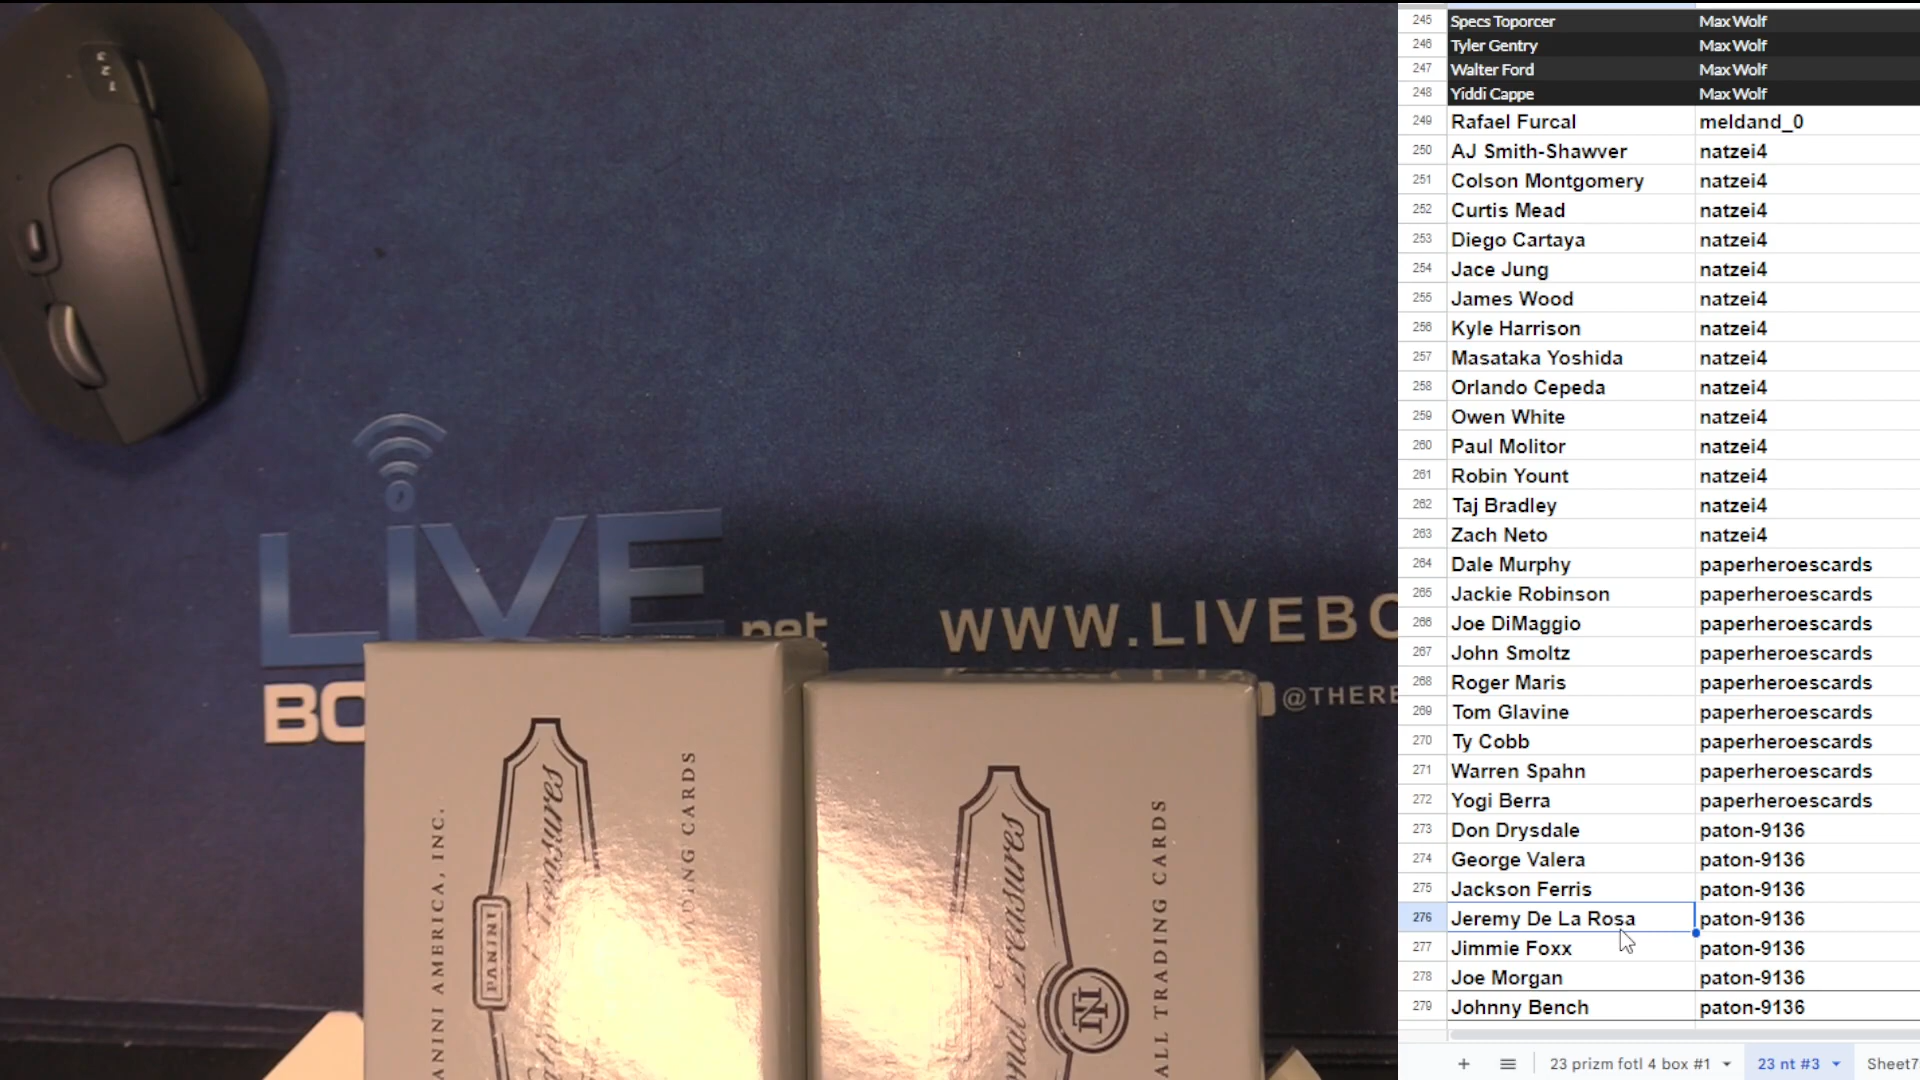 1 2 3
LiVE
.net
BO
WWW.LIVEBO
@THERE
PANINI AMERICA, INC.
PANINI
Treasures
TRADING CARDS
Treasures
NT
ALL TRADING CARDS
245 Specs Toporcer Max Wolf
246 Tyler Gentry Max Wolf
247 Walter Ford Max Wolf
248 Yiddi Cappe Max Wolf
249 Rafael Furcal meldand_0
250 AJ Smith-Shawver natzei4
251 Colson Montgomery natzei4
252 Curtis Mead natzei4
253 Diego Cartaya natzei4
254 Jace Jung natzei4
255 James Wood natzei4
256 Kyle Harrison natzei4
257 Masataka Yoshida natzei4
258 Orlando Cepeda natzei4
259 Owen White natzei4
260 Paul Molitor natzei4
261 Robin Yount natzei4
262 Taj Bradley natzei4
263 Zach Neto natzei4
264 Dale Murphy paperheroescards
265 Jackie Robinson paperheroescards
266 Joe DiMaggio paperheroescards
267 John Smoltz paperheroescards
268 Roger Maris paperheroescards
269 Tom Glavine paperheroescards
270 Ty Cobb paperheroescards
271 Warren Spahn paperheroescards
272 Yogi Berra paperheroescards
273 Don Drysdale paton-9136
274 George Valera paton-9136
275 Jackson Ferris paton-9136
276 Jeremy De La Rosa paton-9136
277 Jimmie Foxx paton-9136
278 Joe Morgan paton-9136
279 Johnny Bench paton-9136
23 prizm fotl 4 box #1 23 nt #3 Sheet7